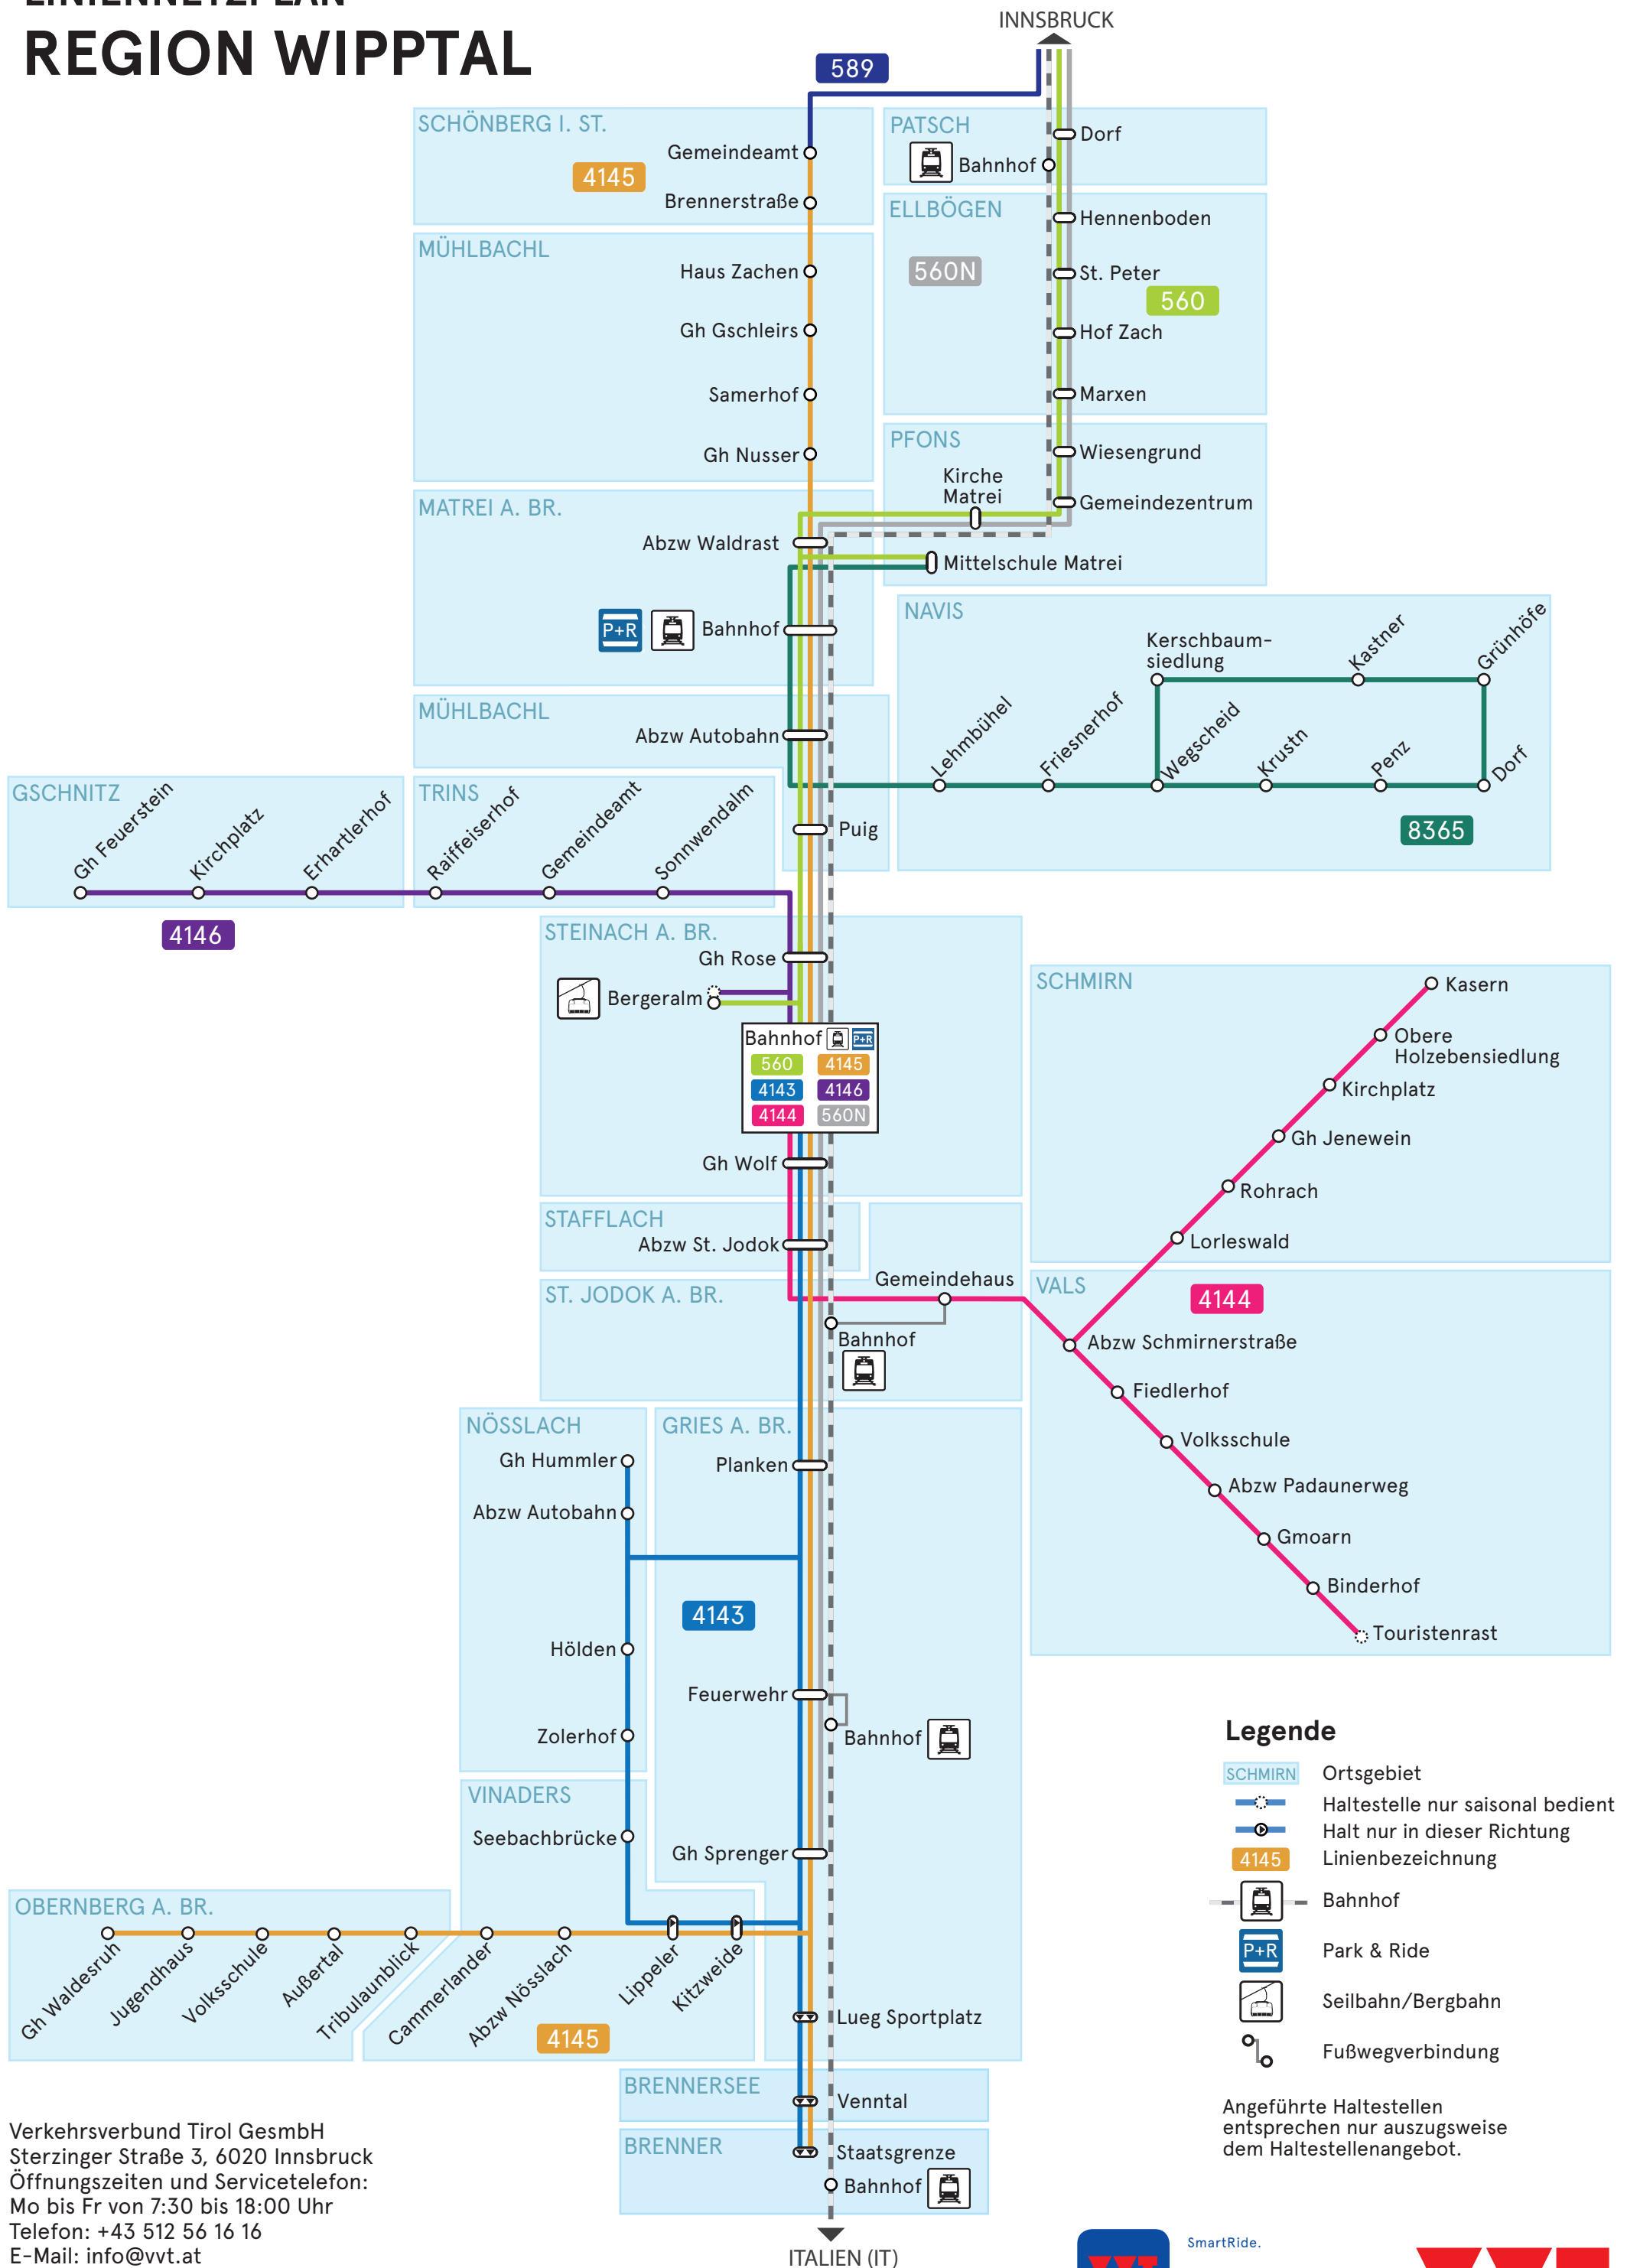 LINIENNETZPLAN
REGION WIPPTAL
INNSBRUCK
589
SCHÖNBERG I. ST.
Gemeindeamt
4145
Brennerstraße
PATSCH
Dorf
Bahnhof
MÜHLBACHL
Haus Zachen
Gh Gschleirs
Samerhof
Gh Nusser
ELLBÖGEN
Hennenboden
560N
St. Peter
560
Hof Zach
Marxen
PFONS
Wiesengrund
Kirche
Matrei
Gemeindezentrum
Mittelschule Matrei
MATREI A. BR.
Abzw Waldrast
P+R
Bahnhof
NAVIS
Kerschbaum-
siedlung
Kastner
Grünhöfe
Lehmbühel
Friesnerhof
Wegscheid
Krustn
Penz
Dorf
8365
MÜHLBACHL
Abzw Autobahn
Puig
GSCHNITZ
Gh Feuerstein
Kirchplatz
Erhartlerhof
4146
TRINS
Raiffeiserhof
Gemeindeamt
Sonnwendalm
STEINACH A. BR.
Gh Rose
Bergeralm
Bahnhof P+R
560 4145
4143 4146
4144 560N
Gh Wolf
SCHMIRN
Kasern
Obere
Holzebensiedlung
Kirchplatz
Gh Jenewein
Rohrach
Lorleswald
STAFFLACH
Abzw St. Jodok
ST. JODOK A. BR.
Gemeindehaus
Bahnhof
VALS
4144
Abzw Schmirnerstraße
Fiedlerhof
Volksschule
Abzw Padaunerweg
Gmoarn
Binderhof
Touristenrast
NÖSSLACH
Gh Hummler
Abzw Autobahn
Hölden
Zolerhof
GRIES A. BR.
Planken
4143
Feuerwehr
Bahnhof
Gh Sprenger
Lueg Sportplatz
VINADERS
Seebachbrücke
Cammerlander
Abzw Nösslach
Lippeler
Kitzweide
4145
OBERNBERG A. BR.
Gh Waldesruh
Jugendhaus
Volksschule
Außertal
Tribulaunblick
BRENNERSEE
Venntal
BRENNER
Staatsgrenze
Bahnhof
ITALIEN (IT)
Legende
SCHMIRN Ortsgebiet
Haltestelle nur saisonal bedient
Halt nur in dieser Richtung
4145 Linienbezeichnung
Bahnhof
P+R Park & Ride
Seilbahn/Bergbahn
Fußwegverbindung
Angeführte Haltestellen
entsprechen nur auszugsweise
dem Haltestellenangebot.
Verkehrsverbund Tirol GesmbH
Sterzinger Straße 3, 6020 Innsbruck
Öffnungszeiten und Servicetelefon:
Mo bis Fr von 7:30 bis 18:00 Uhr
Telefon: +43 512 56 16 16
E-Mail: info@vvt.at
SmartRide.
VVT
VVT